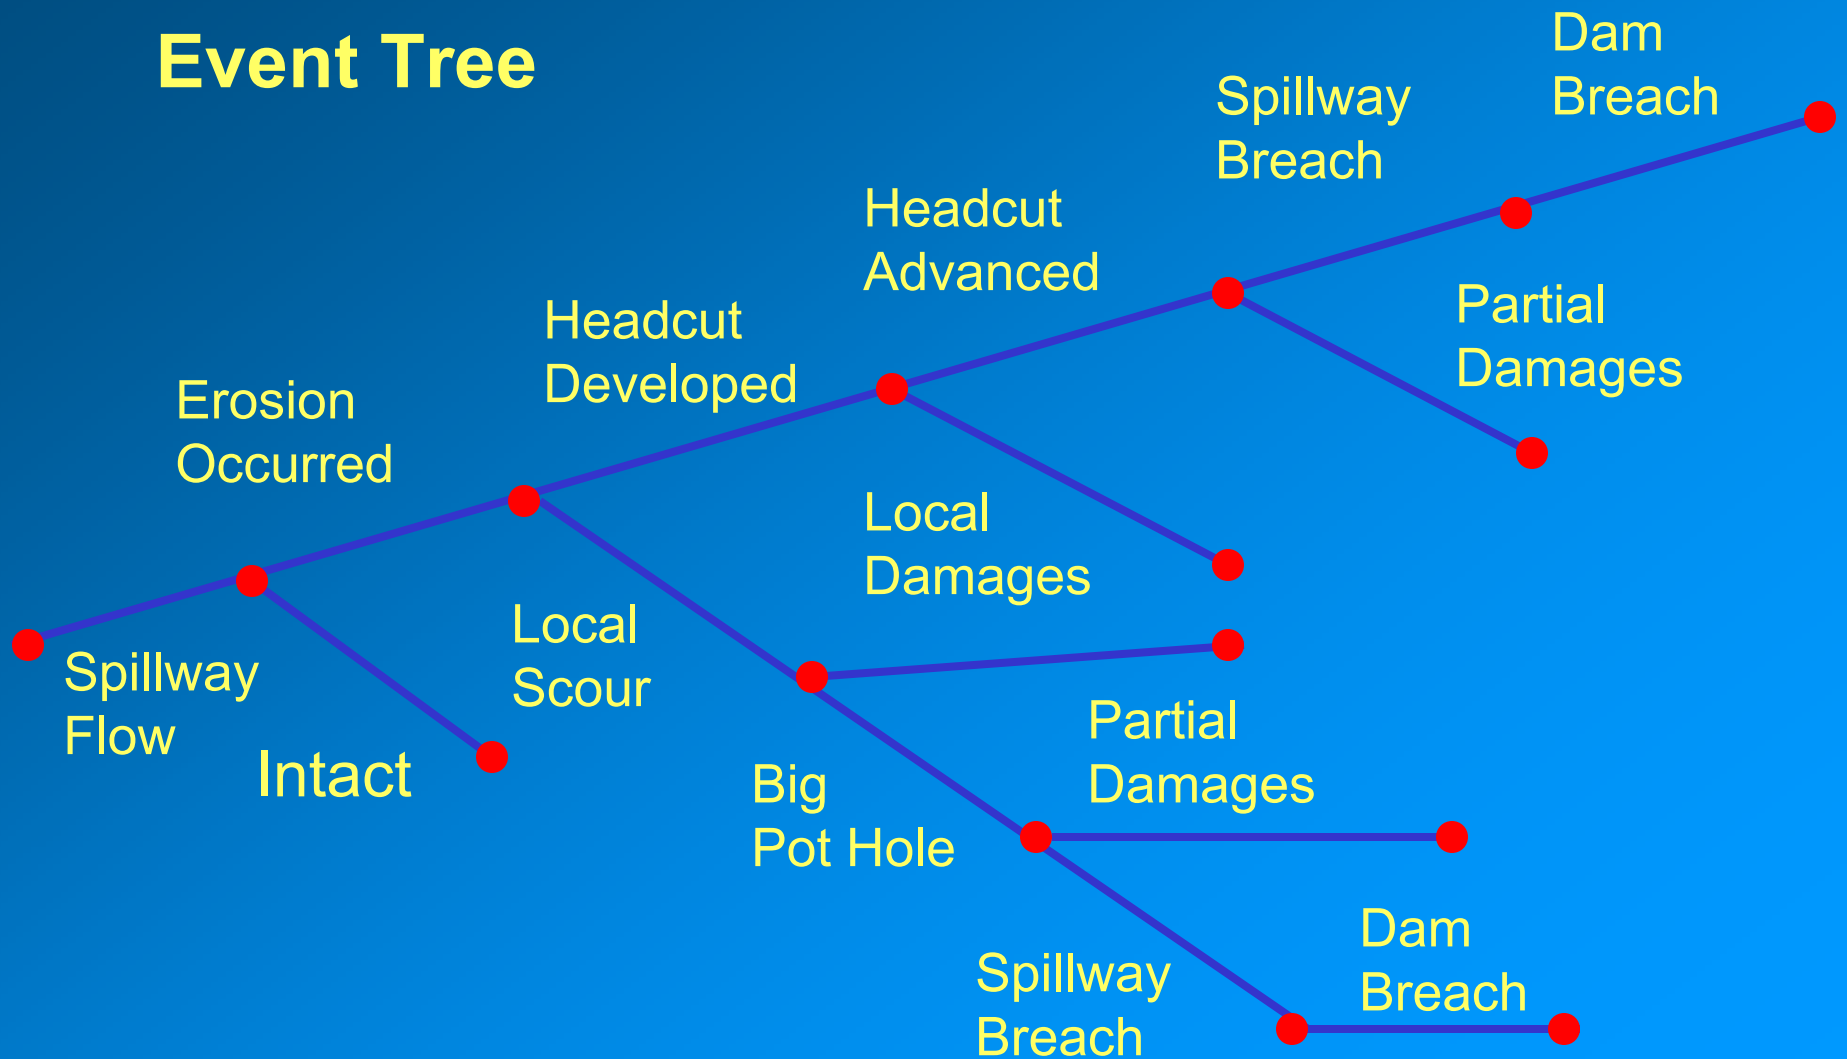 Event Tree
Dam
Breach
Spillway
Breach
Headcut
Advanced
Headcut
Developed
Partial
Damages
Erosion
Occurred
Local
Damages
Local
Scour
Spillway
Flow
Intact
Partial
Damages
Big
Pot Hole
Dam
Breach
Spillway
Breach